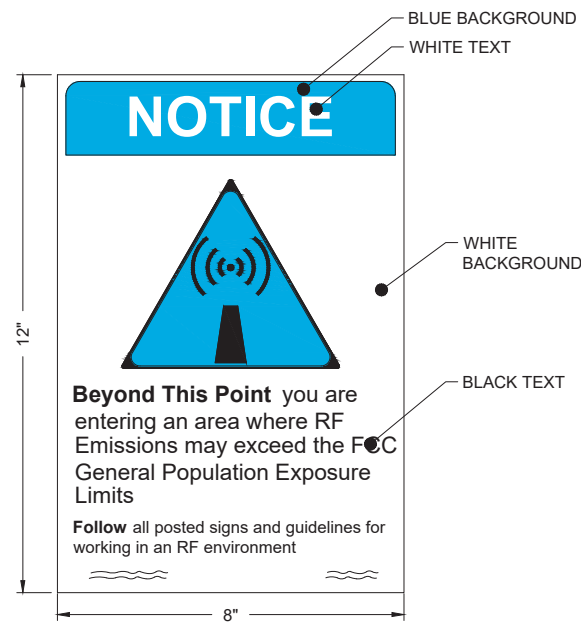 BLUE BACKGROUND
WHITE TEXT
NOTICE
WHITE
BACKGROUND
12"
BLACK TEXT
Beyond This Point you are
entering an area where RF
Emissions may exceed the FCC
General Population Exposure
Limits
Follow all posted signs and guidelines for
working in an RF environment
8"